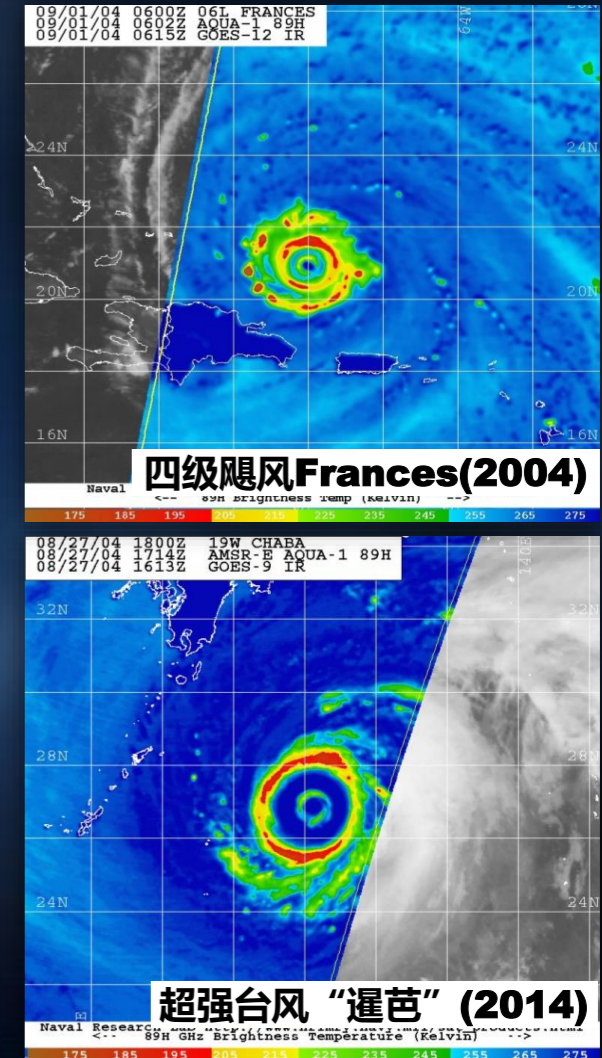 09/01/04 0600Z 06L FRANCES
09/01/04 0602Z AQUA-1 89H
09/01/04 0615Z GOES-12 IR
64W
24N
24N
20N
20N
16N
16N
四级飓风Frances(2004)
Naval
<-- 89H Brightness Temp (Kelvin) -->
175 185 195 205 215 225 235 245 255 265 275
08/27/04 1800Z 19W CHABA
08/27/04 1714Z AMSR-E AQUA-1 89H
08/27/04 1613Z GOES-9 IR
140E
32N
32N
28N
28N
24N
24N
超强台风“暹芭”(2014)
Naval Research
<-- 89H GHz Brightness Temperature (Kelvin) -->
175 185 195 205 215 225 235 245 255 265 275